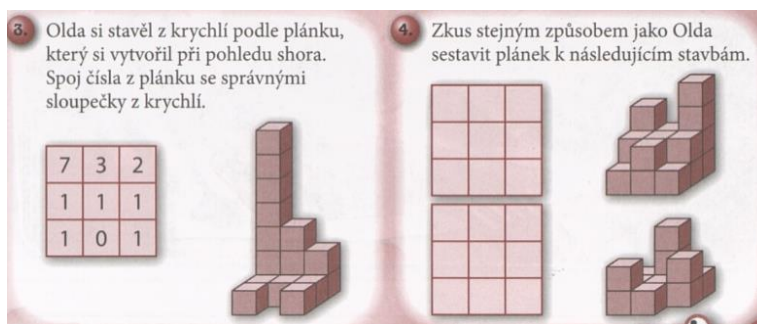 3. Olda si stavěl z krychlí podle plánku,
který si vytvořil při pohledu shora.
Spoj čísla z plánku se správnými
sloupečky z krychlí.
7 3 2
1 1 1
1 0 1
4. Zkus stejným způsobem jako Olda
sestavit plánek k následujícím stavbám.